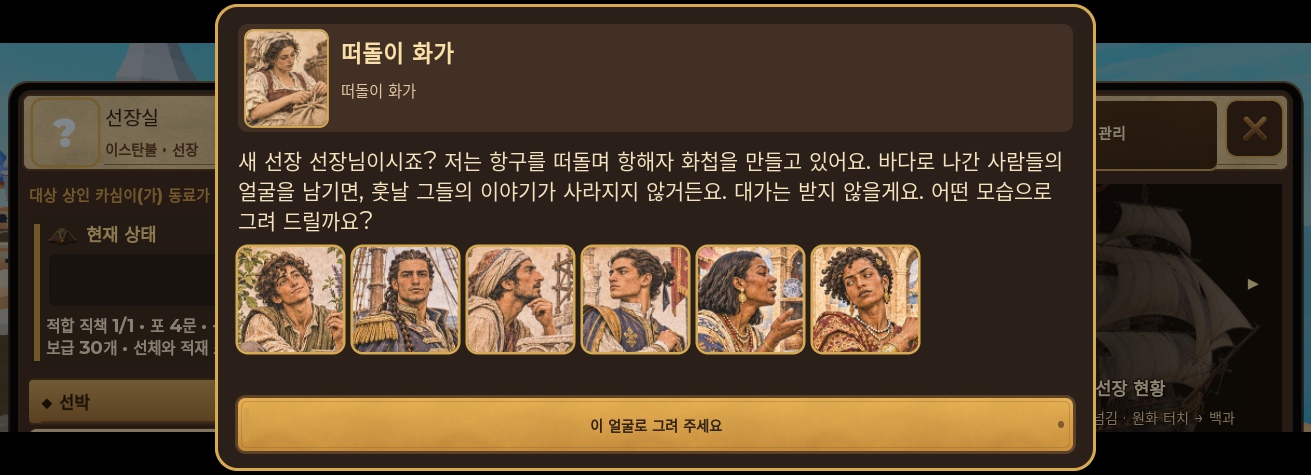 떠돌이 화가
떠돌이 화가
새 선장 선장님이시죠? 저는 항구를 떠돌며 항해자 화첩을 만들고 있어요. 바다로 나간 사람들의
얼굴을 남기면, 훗날 그들의 이야기가 사라지지 않거든요. 대가는 받지 않을게요. 어떤 모습으로
그려 드릴까요?
이 얼굴로 그려 주세요
?
선장실
이스탄불 • 선장
대상 상인 카심이(가) 동료가
현재 상태
적합 직책 1/1 • 포 4문 •
보급 30개 • 선체와 적재
◆ 선박
관리
▶
선장 현황
넘김 · 원화 터치 → 백과